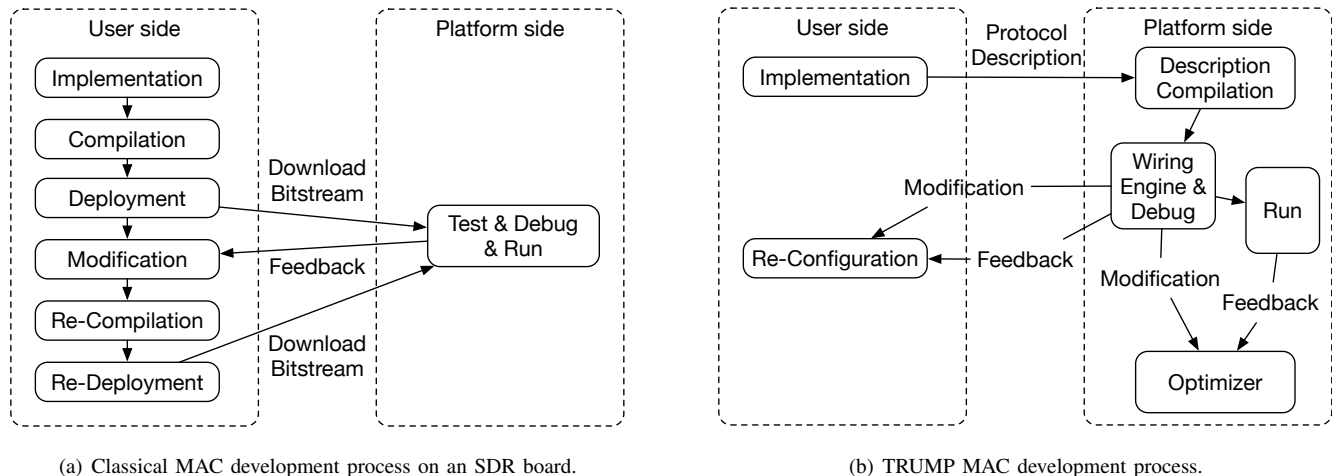 User side
Platform side
Implementation
Compilation
Download
Bitstream
Deployment
Test & Debug
& Run
Modification
Feedback
Re-Compilation
Download
Bitstream
Re-Deployment
(a) Classical MAC development process on an SDR board.
User side
Protocol
Description
Platform side
Implementation
Description
Compilation
Wiring
Engine &
Debug
Modification
Run
Re-Configuration
Feedback
Modification
Feedback
Optimizer
(b) TRUMP MAC development process.